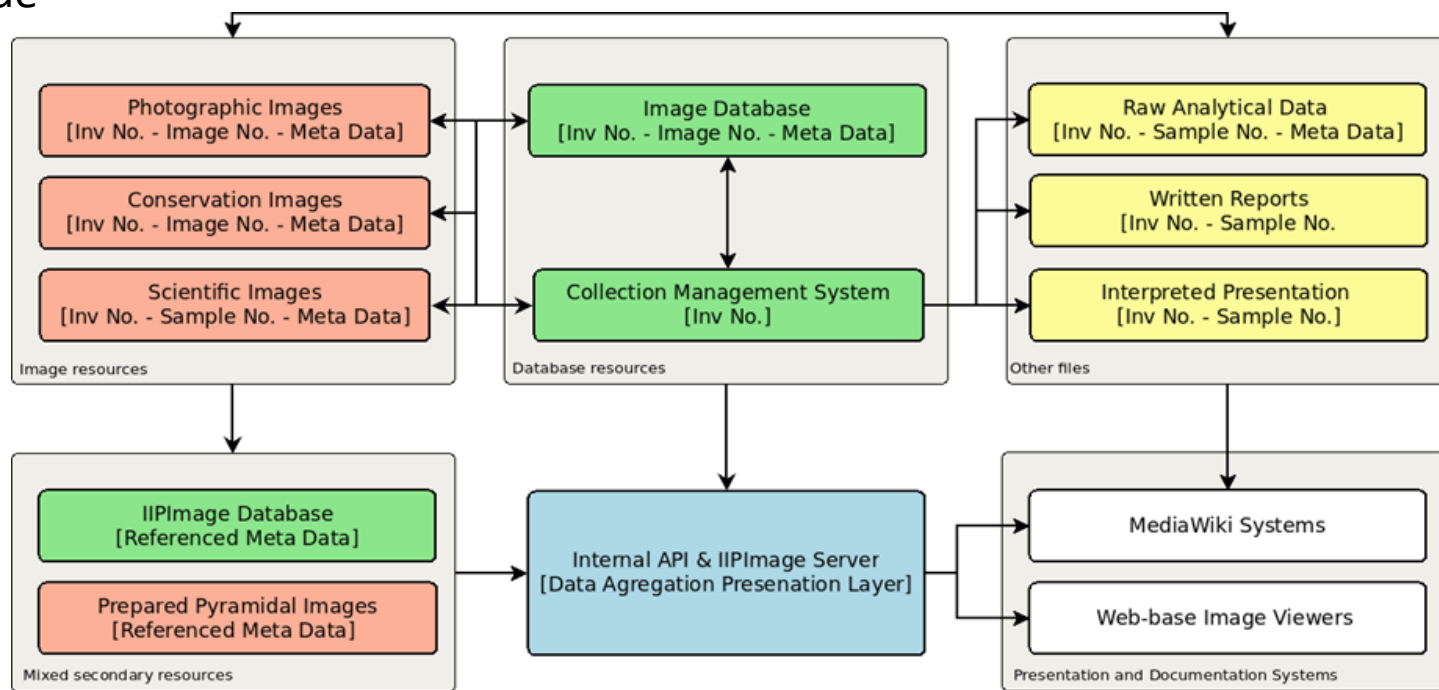 Photographic Images
[Inv No. - Image No. - Meta Data]
Conservation Images
[Inv No. - Image No. - Meta Data]
Scientific Images
[Inv No. - Sample No. - Meta Data]
Image resources
Image Database
[Inv No. - Image No. - Meta Data]
Collection Management System
[Inv No.]
Database resources
Raw Analytical Data
[Inv No. - Sample No. - Meta Data]
Written Reports
[Inv No. - Sample No.
Interpreted Presentation
[Inv No. - Sample No.]
Other files
IIPImage Database
[Referenced Meta Data]
Prepared Pyramidal Images
[Referenced Meta Data]
Mixed secondary resources
Internal API & IIPImage Server
[Data Agregation Presenation Layer]
MediaWiki Systems
Web-base Image Viewers
Presentation and Documentation Systems